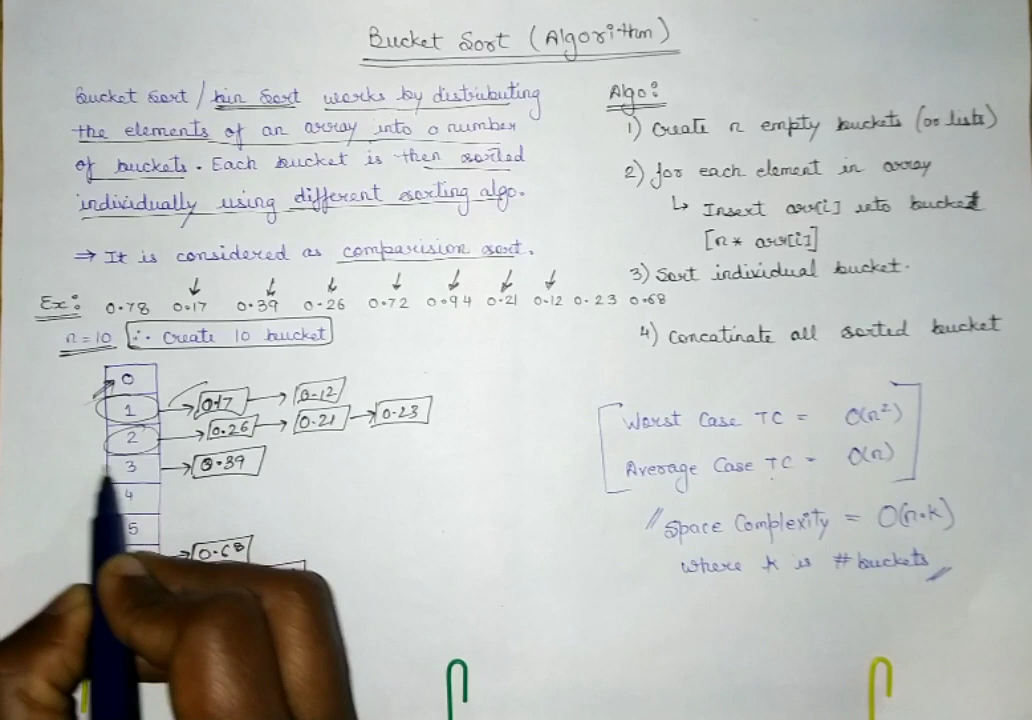 Bucket Sort (Algorithm)
Bucket Sort / bin Sort works by distributing
the elements of an array into a number
of buckets. Each bucket is then sorted
individually using different sorting algo.
⇒ It is considered as comparision sort.
Ex: 0.78 0.17 0.39 0.26 0.72 0.94 0.21 0.12 0.23 0.68
n=10 ∴ Create 10 bucket
0
1 → 0.17 → 0.12
2 → 0.26 → 0.21 → 0.23
3 → 0.39
4
5
→ 0.68
Algo:
1) Create n empty buckets (or lists)
2) for each element in array
↳ Insert arr[i] into bucket
[n* arr[i]]
3) Sort individual bucket.
4) Concatinate all sorted bucket
Worst Case TC = O(n²)
Average Case TC = O(n)
// Space Complexity = O(n.k)
where k is # buckets //